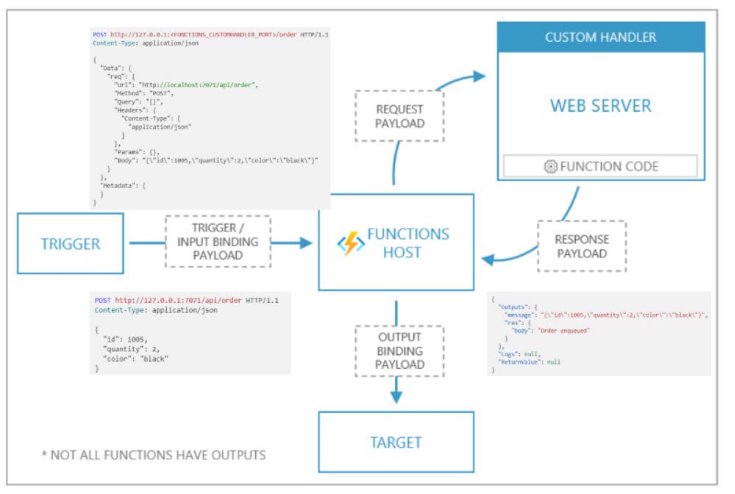 POST http://127.0.0.1:<FUNCTIONS_CUSTOMHANDLER_PORT>/order HTTP/1.1
Content-Type: application/json
{
"Data": {
"req": {
"Url": "http://localhost:7071/api/order",
"Method": "POST",
"Query": "{}",
"Headers": {
"Content-Type": [
"application/json"
]
},
"Params": {},
"Body": "{\"id\":1005,\"quantity\":2,\"color\":\"black\"}"
}
},
"Metadata": {
}
}
CUSTOM HANDLER
WEB SERVER
FUNCTION CODE
REQUEST
PAYLOAD
TRIGGER
TRIGGER /
INPUT BINDING
PAYLOAD
FUNCTIONS
HOST
RESPONSE
PAYLOAD
POST http://127.0.0.1:7071/api/order HTTP/1.1
Content-Type: application/json
{
"id": 1005,
"quantity": 2,
"color": "black"
}
{
"Outputs": {
"message": "{\"id\":1005,\"quantity\":2,\"color\":\"black\"}",
"res": {
"body": "Order enqueued"
}
},
"Logs": null,
"ReturnValue": null
}
OUTPUT
BINDING
PAYLOAD
TARGET
* NOT ALL FUNCTIONS HAVE OUTPUTS